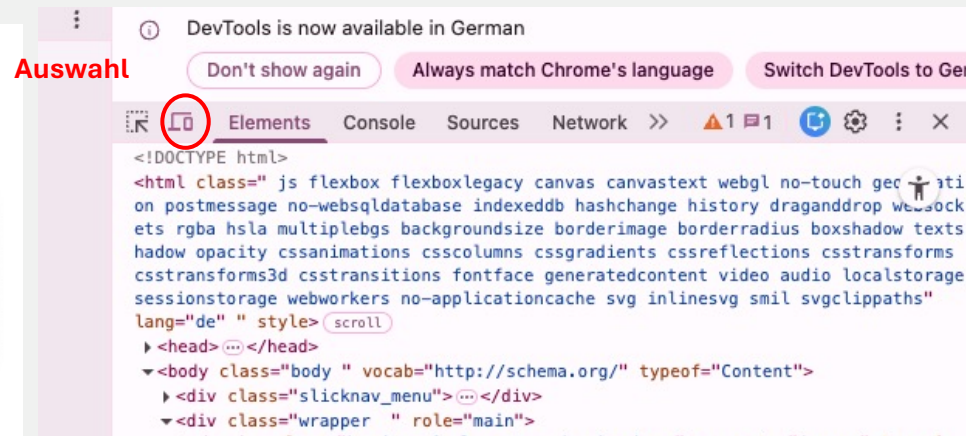 DevTools is now available in German
Auswahl
Don't show again Always match Chrome's language Switch DevTools to
Elements Console Sources Network >> 1 1
<!DOCTYPE html>
<html class=" js flexbox flexboxlegacy canvas canvastext webgl no-touch
on postmessage no-websqldatabase indexeddb hashchange history draganddrop
ets rgba hsla multiplebgs backgroundsize borderimage borderradius boxshadow texts
hadow opacity cssanimations csscolumns cssgradients cssreflections csstransforms
csstransforms3d csstransitions fontface generatedcontent video audio localstorage
sessionstorage webworkers no-applicationcache svg inlinesvg smil svgclippaths"
lang="de" " style> scroll
<head> … </head>
<body class="body " vocab="http://schema.org/" typeof="Content">
<div class="slicknav_menu"> … </div>
<div class="wrapper " role="main">